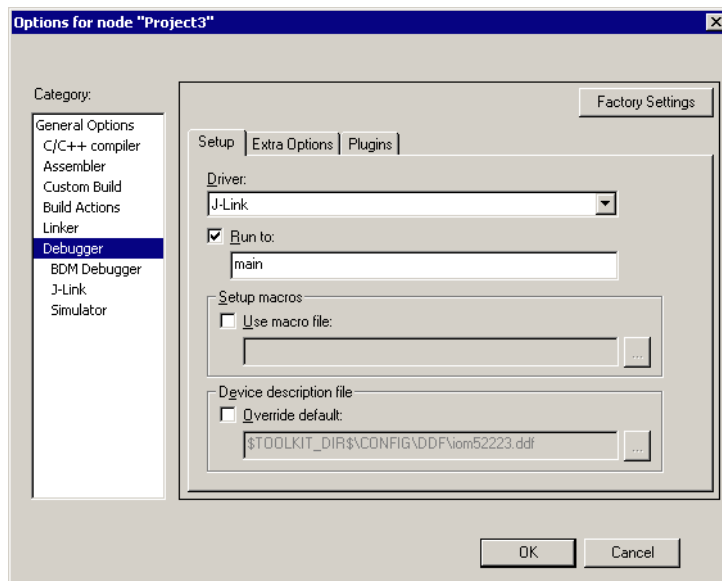 Options for node "Project3"
Category:
General Options
C/C++ compiler
Assembler
Custom Build
Build Actions
Linker
Debugger
BDM Debugger
J-Link
Simulator
Factory Settings
Setup Extra Options Plugins
Driver:
J-Link
Run to:
main
Setup macros
Use macro file:
...
Device description file
Override default:
$TOOLKIT_DIR$\CONFIG\DDF\iom52223.ddf
...
OK Cancel